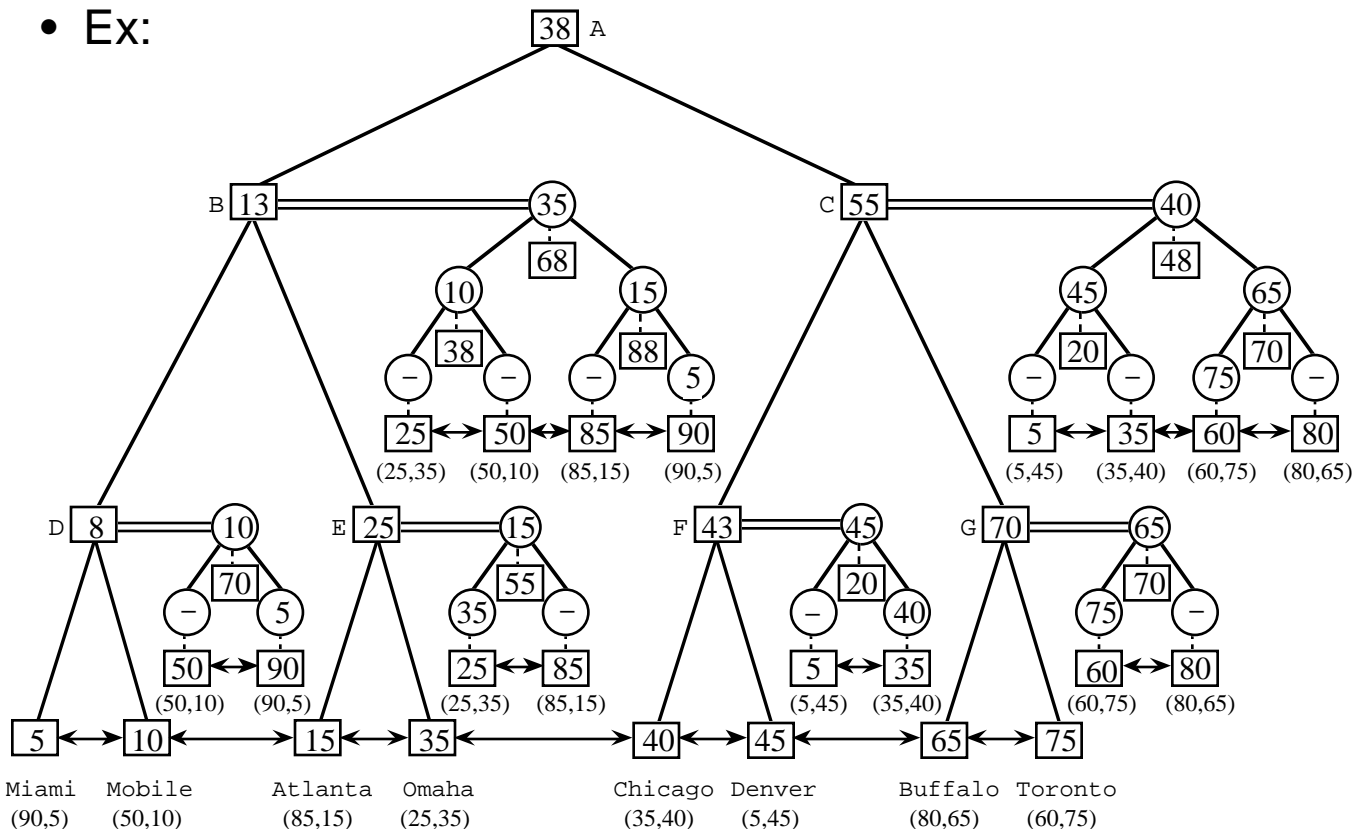 • Ex:
38 A
B 13 35 C 55 40
68 48
10 15 45 65
38 88 20 70
– – – 5 – – 75 –
25 50 85 90 5 35 60 80
(25,35) (50,10) (85,15) (90,5) (5,45) (35,40) (60,75) (80,65)
D 8 10 E 25 15 F 43 45 G 70 65
70 55 20 70
– 5 35 – – 40 75 –
50 90 25 85 5 35 60 80
(50,10) (90,5) (25,35) (85,15) (5,45) (35,40) (60,75) (80,65)
5 10 15 35 40 45 65 75
Miami Mobile Atlanta Omaha Chicago Denver Buffalo Toronto
(90,5) (50,10) (85,15) (25,35) (35,40) (5,45) (80,65) (60,75)